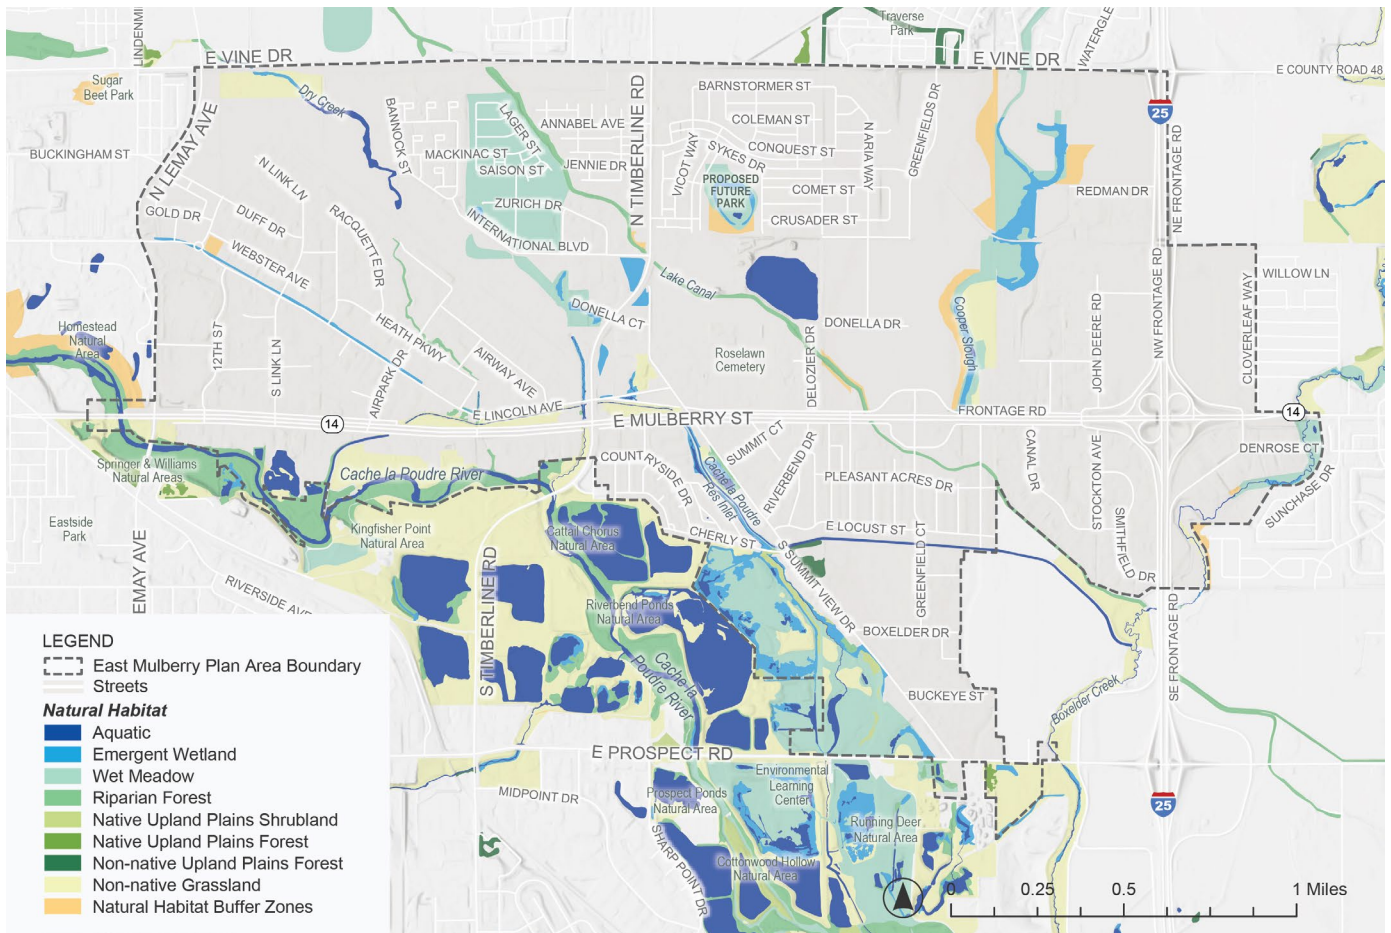 Traverse
Park
WATERGLE
LINDENMI
E VINE DR
E VINE DR
E COUNTY ROAD 48
Sugar
Beet Park
Dry Creek
BANNOCK ST
LAGER ST
BARNSTORMER ST
COLEMAN ST
ANNABEL AVE
N TIMBERLINE RD
25
NE FRONTAGE RD
GREENFIELDS DR
N ARIA WAY
CONQUEST ST
SYKES DR
VICOT WAY
BUCKINGHAM ST
N LEMAY AVE
MACKINAC ST
SAISON ST
JENNIE DR
N LINK LN
PROPOSED
FUTURE
PARK
COMET ST
REDMAN DR
CRUSADER ST
ZURICH DR
GOLD DR
DUFF DR
RACQUETTE DR
INTERNATIONAL BLVD
WEBSTER AVE
Lake Canal
WILLOW LN
CLOVERLEAF WAY
NW FRONTAGE RD
JOHN DEERE RD
Cooper Slough
DONELLA CT
DONELLA DR
DELOZIER DR
Homestead
Natural
Area
12TH ST
S LINK LN
HEATH PKWY
AIRPARK DR
AIRWAY AVE
Roselawn
Cemetery
E LINCOLN AVE
FRONTAGE RD
14
14
E MULBERRY ST
SUMMIT CT
RIVERBEND DR
CANAL DR
STOCKTON AVE
DENROSE CT
SUNCHASE DR
Springer & Williams
Natural Areas
Cache la Poudre River
COUNTRYSIDE DR
Cache la Poudre
Res Inlet
PLEASANT ACRES DR
Eastside
Park
Kingfisher Point
Natural Area
Cattail Chorus
Natural Area
CHERLY ST
E LOCUST ST
SMITHFIELD DR
EMAY AVE
RIVERSIDE AVE
S TIMBERLINE RD
S SUMMIT VIEW DR
GREENFIELD CT
Riverbend Ponds
Natural Area
BOXELDER DR
SE FRONTAGE RD
Cache la
Poudre River
BUCKEYE ST
Boxelder Creek
E PROSPECT RD
Environmental
Learning
Center
MIDPOINT DR
Prospect Ponds
Natural Area
25
Running Deer
Natural Area
SHARP POINT DR
Cottonwood Hollow
Natural Area
LEGEND
East Mulberry Plan Area Boundary
Streets
Natural Habitat
Aquatic
Emergent Wetland
Wet Meadow
Riparian Forest
Native Upland Plains Shrubland
Native Upland Plains Forest
Non-native Upland Plains Forest
Non-native Grassland
Natural Habitat Buffer Zones
0 0.25 0.5 1 Miles